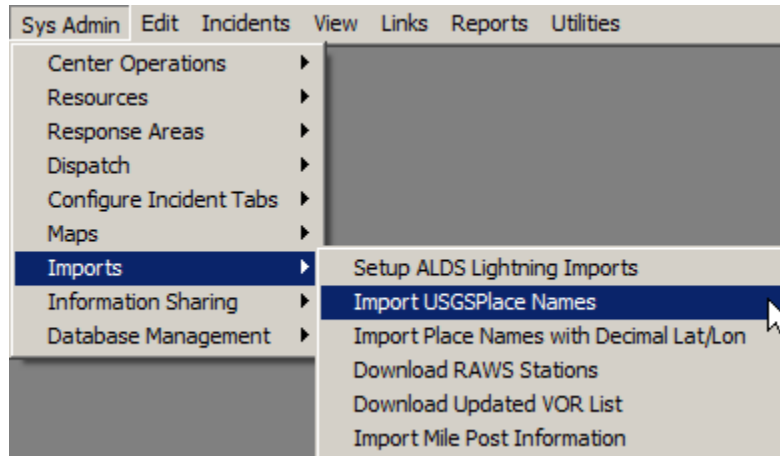 Sys Admin Edit Incidents View Links Reports Utilities
Center Operations
Resources
Response Areas
Dispatch
Configure Incident Tabs
Maps
Imports
Information Sharing
Database Management
Setup ALDS Lightning Imports
Import USGSPlace Names
Import Place Names with Decimal Lat/Lon
Download RAWS Stations
Download Updated VOR List
Import Mile Post Information